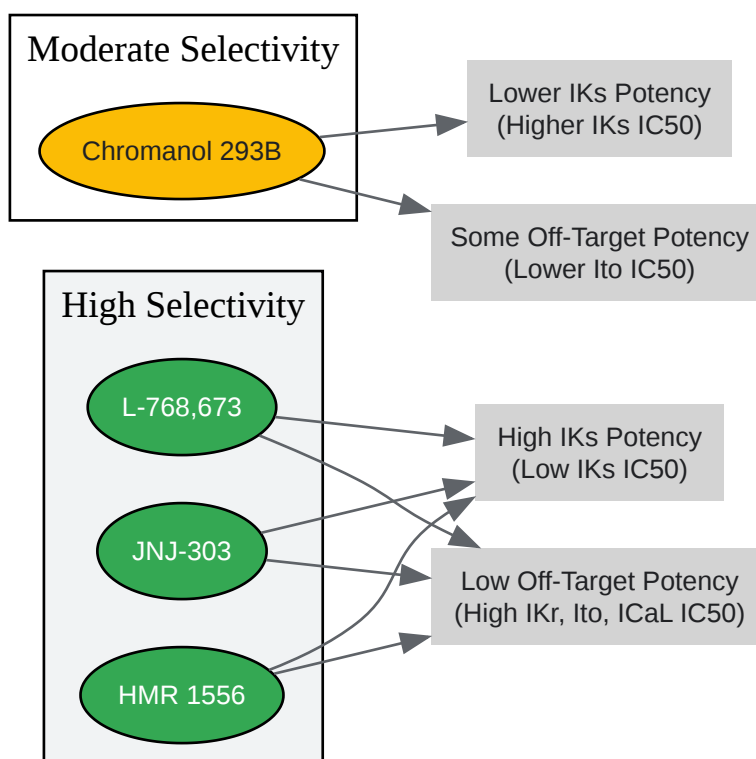 Moderate Selectivity
Chromanol 293B
Lower IKs Potency
(Higher IKs IC50)
Some Off-Target Potency
(Lower Ito IC50)
High Selectivity
L-768,673
JNJ-303
HMR 1556
High IKs Potency
(Low IKs IC50)
Low Off-Target Potency
(High IKr, Ito, ICaL IC50)